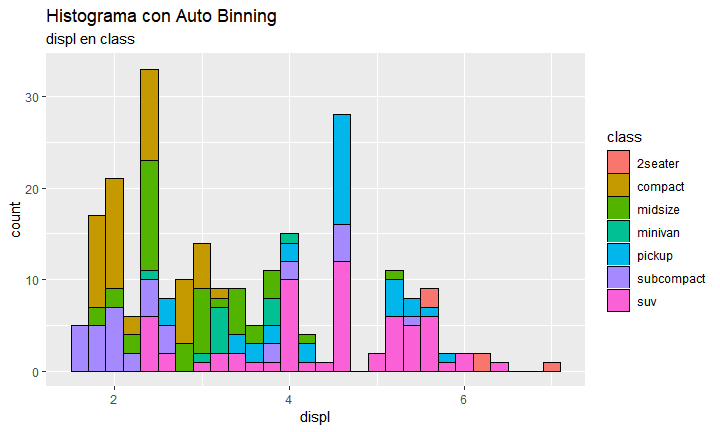 Histograma con Auto Binning
displ en class
count
30
20
10
0
2
4
6
displ
class
2seater
compact
midsize
minivan
pickup
subcompact
suv